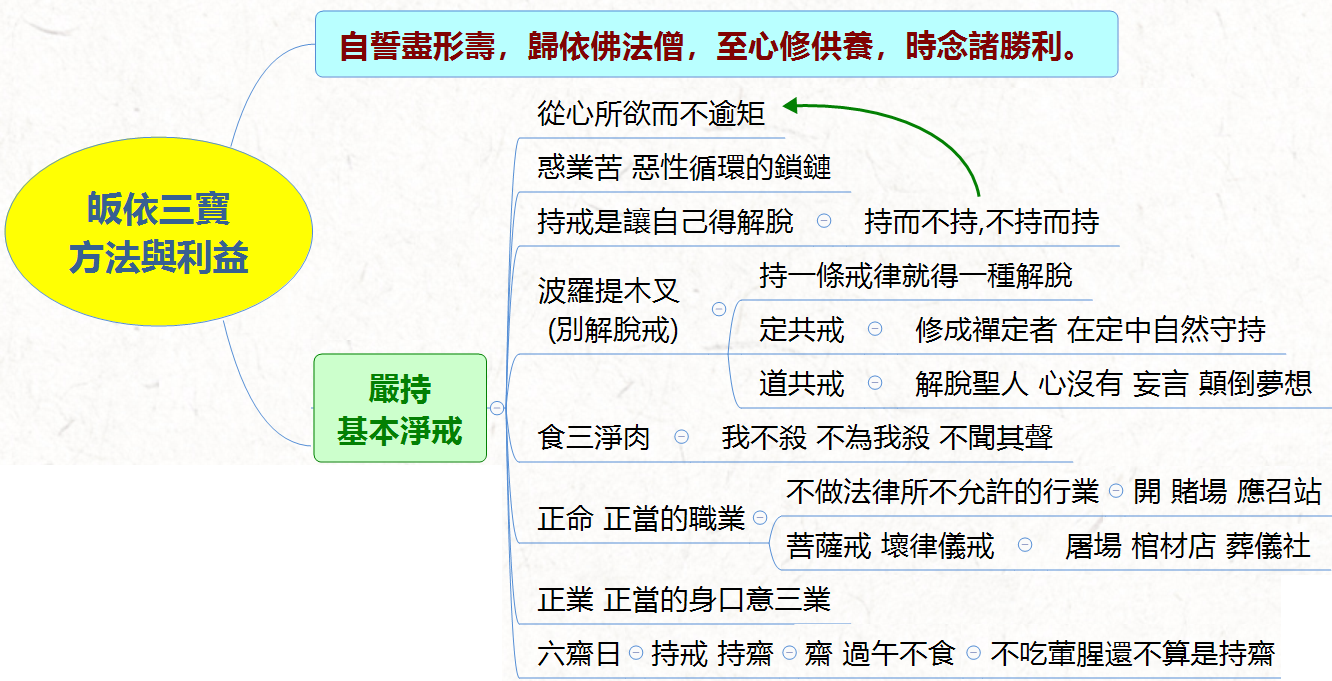 自誓盡形壽，歸依佛法僧，至心修供養，時念諸勝利。
皈依三寶
方法與利益
嚴持
基本淨戒
從心所欲而不逾矩
惑業苦 惡性循環的鎖鏈
持戒是讓自己得解脫
持而不持,不持而持
波羅提木叉
(別解脫戒)
持一條戒律就得一種解脫
定共戒
修成禪定者 在定中自然守持
道共戒
解脫聖人 心沒有 妄言 顛倒夢想
食三淨肉
我不殺 不為我殺 不聞其聲
正命 正當的職業
不做法律所不允許的行業
開 賭場 應召站
菩薩戒 壞律儀戒
屠場 棺材店 葬儀社
正業 正當的身口意三業
六齋日
持戒 持齋
齋 過午不食
不吃葷腥還不算是持齋